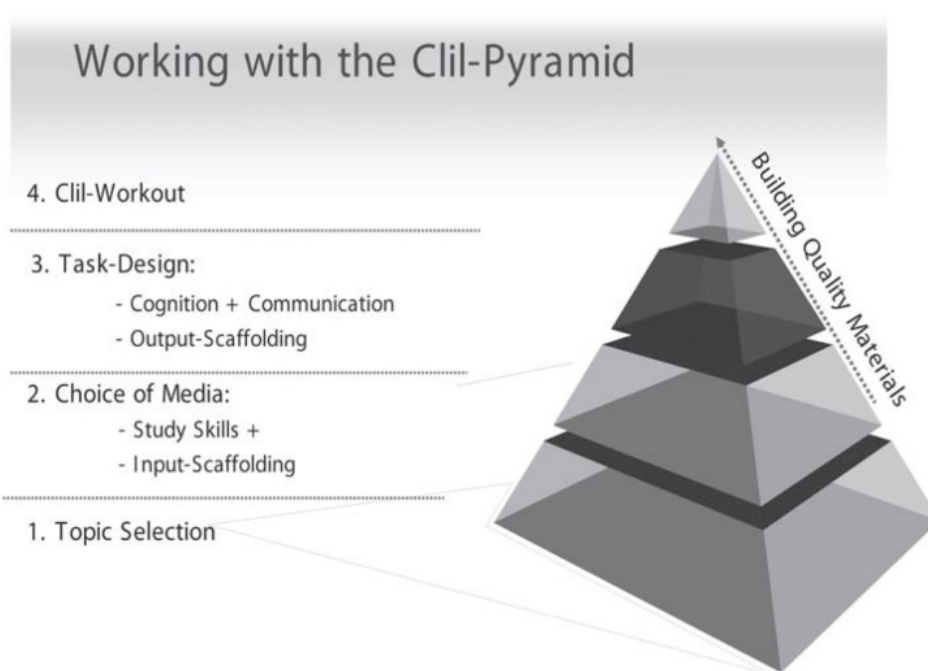 Working with the Clil-Pyramid
Building Quality Materials
4. Clil-Workout
3. Task-Design:
- Cognition + Communication
- Output-Scaffolding
2. Choice of Media:
- Study Skills +
- Input-Scaffolding
1. Topic Selection